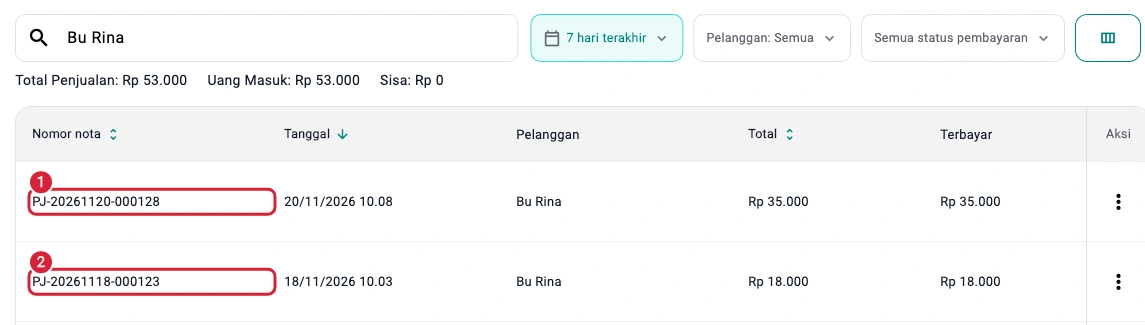 Bu Rina 7 hari terakhir Pelanggan: Semua Semua status pembayaran
Total Penjualan: Rp 53.000 Uang Masuk: Rp 53.000 Sisa: Rp 0
Nomor nota Tanggal Pelanggan Total Terbayar Aksi
1
PJ-20261120-000128 20/11/2026 10.08 Bu Rina Rp 35.000 Rp 35.000
2
PJ-20261118-000123 18/11/2026 10.03 Bu Rina Rp 18.000 Rp 18.000